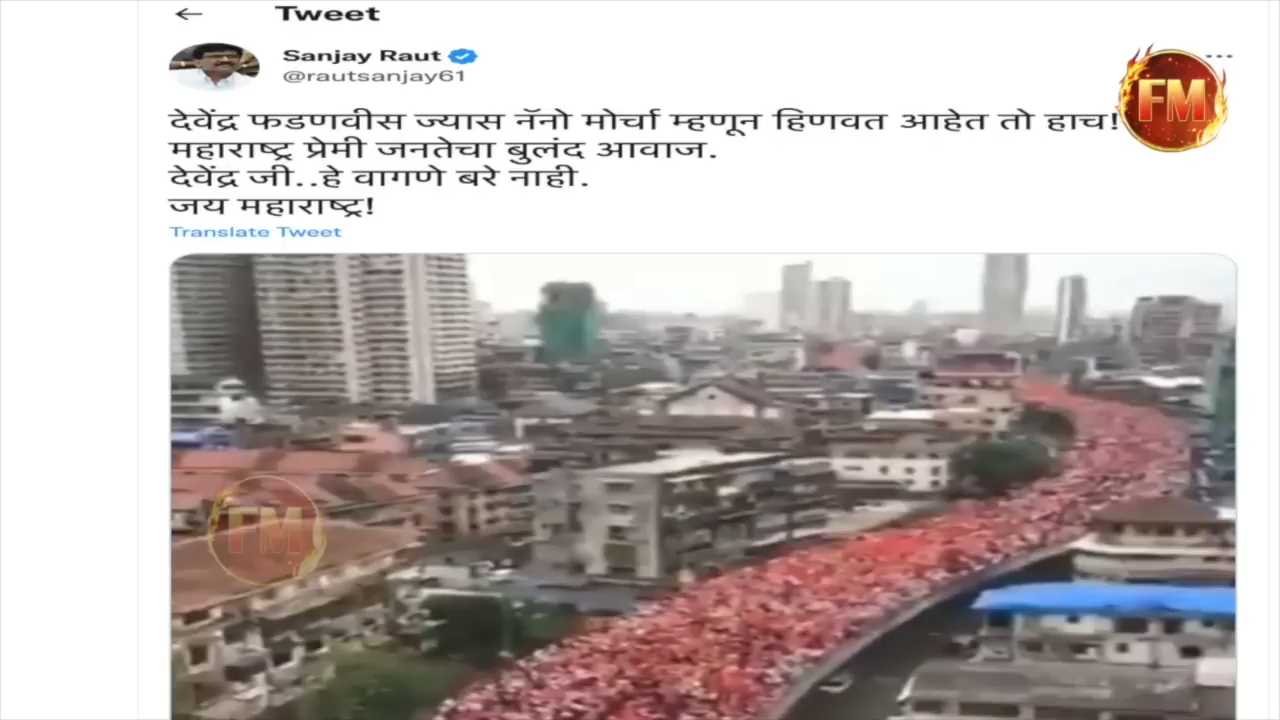 Tweet
Sanjay Raut
@rautsanjay61
FM
देवेंद्र फडणवीस ज्यास नॅनो मोर्चा म्हणून हिणवत आहेत तो हाच!
महाराष्ट्र प्रेमी जनतेचा बुलंद आवाज.
देवेंद्र जी..हे वागणे बरे नाही.
जय महाराष्ट्र!
Translate Tweet
FM